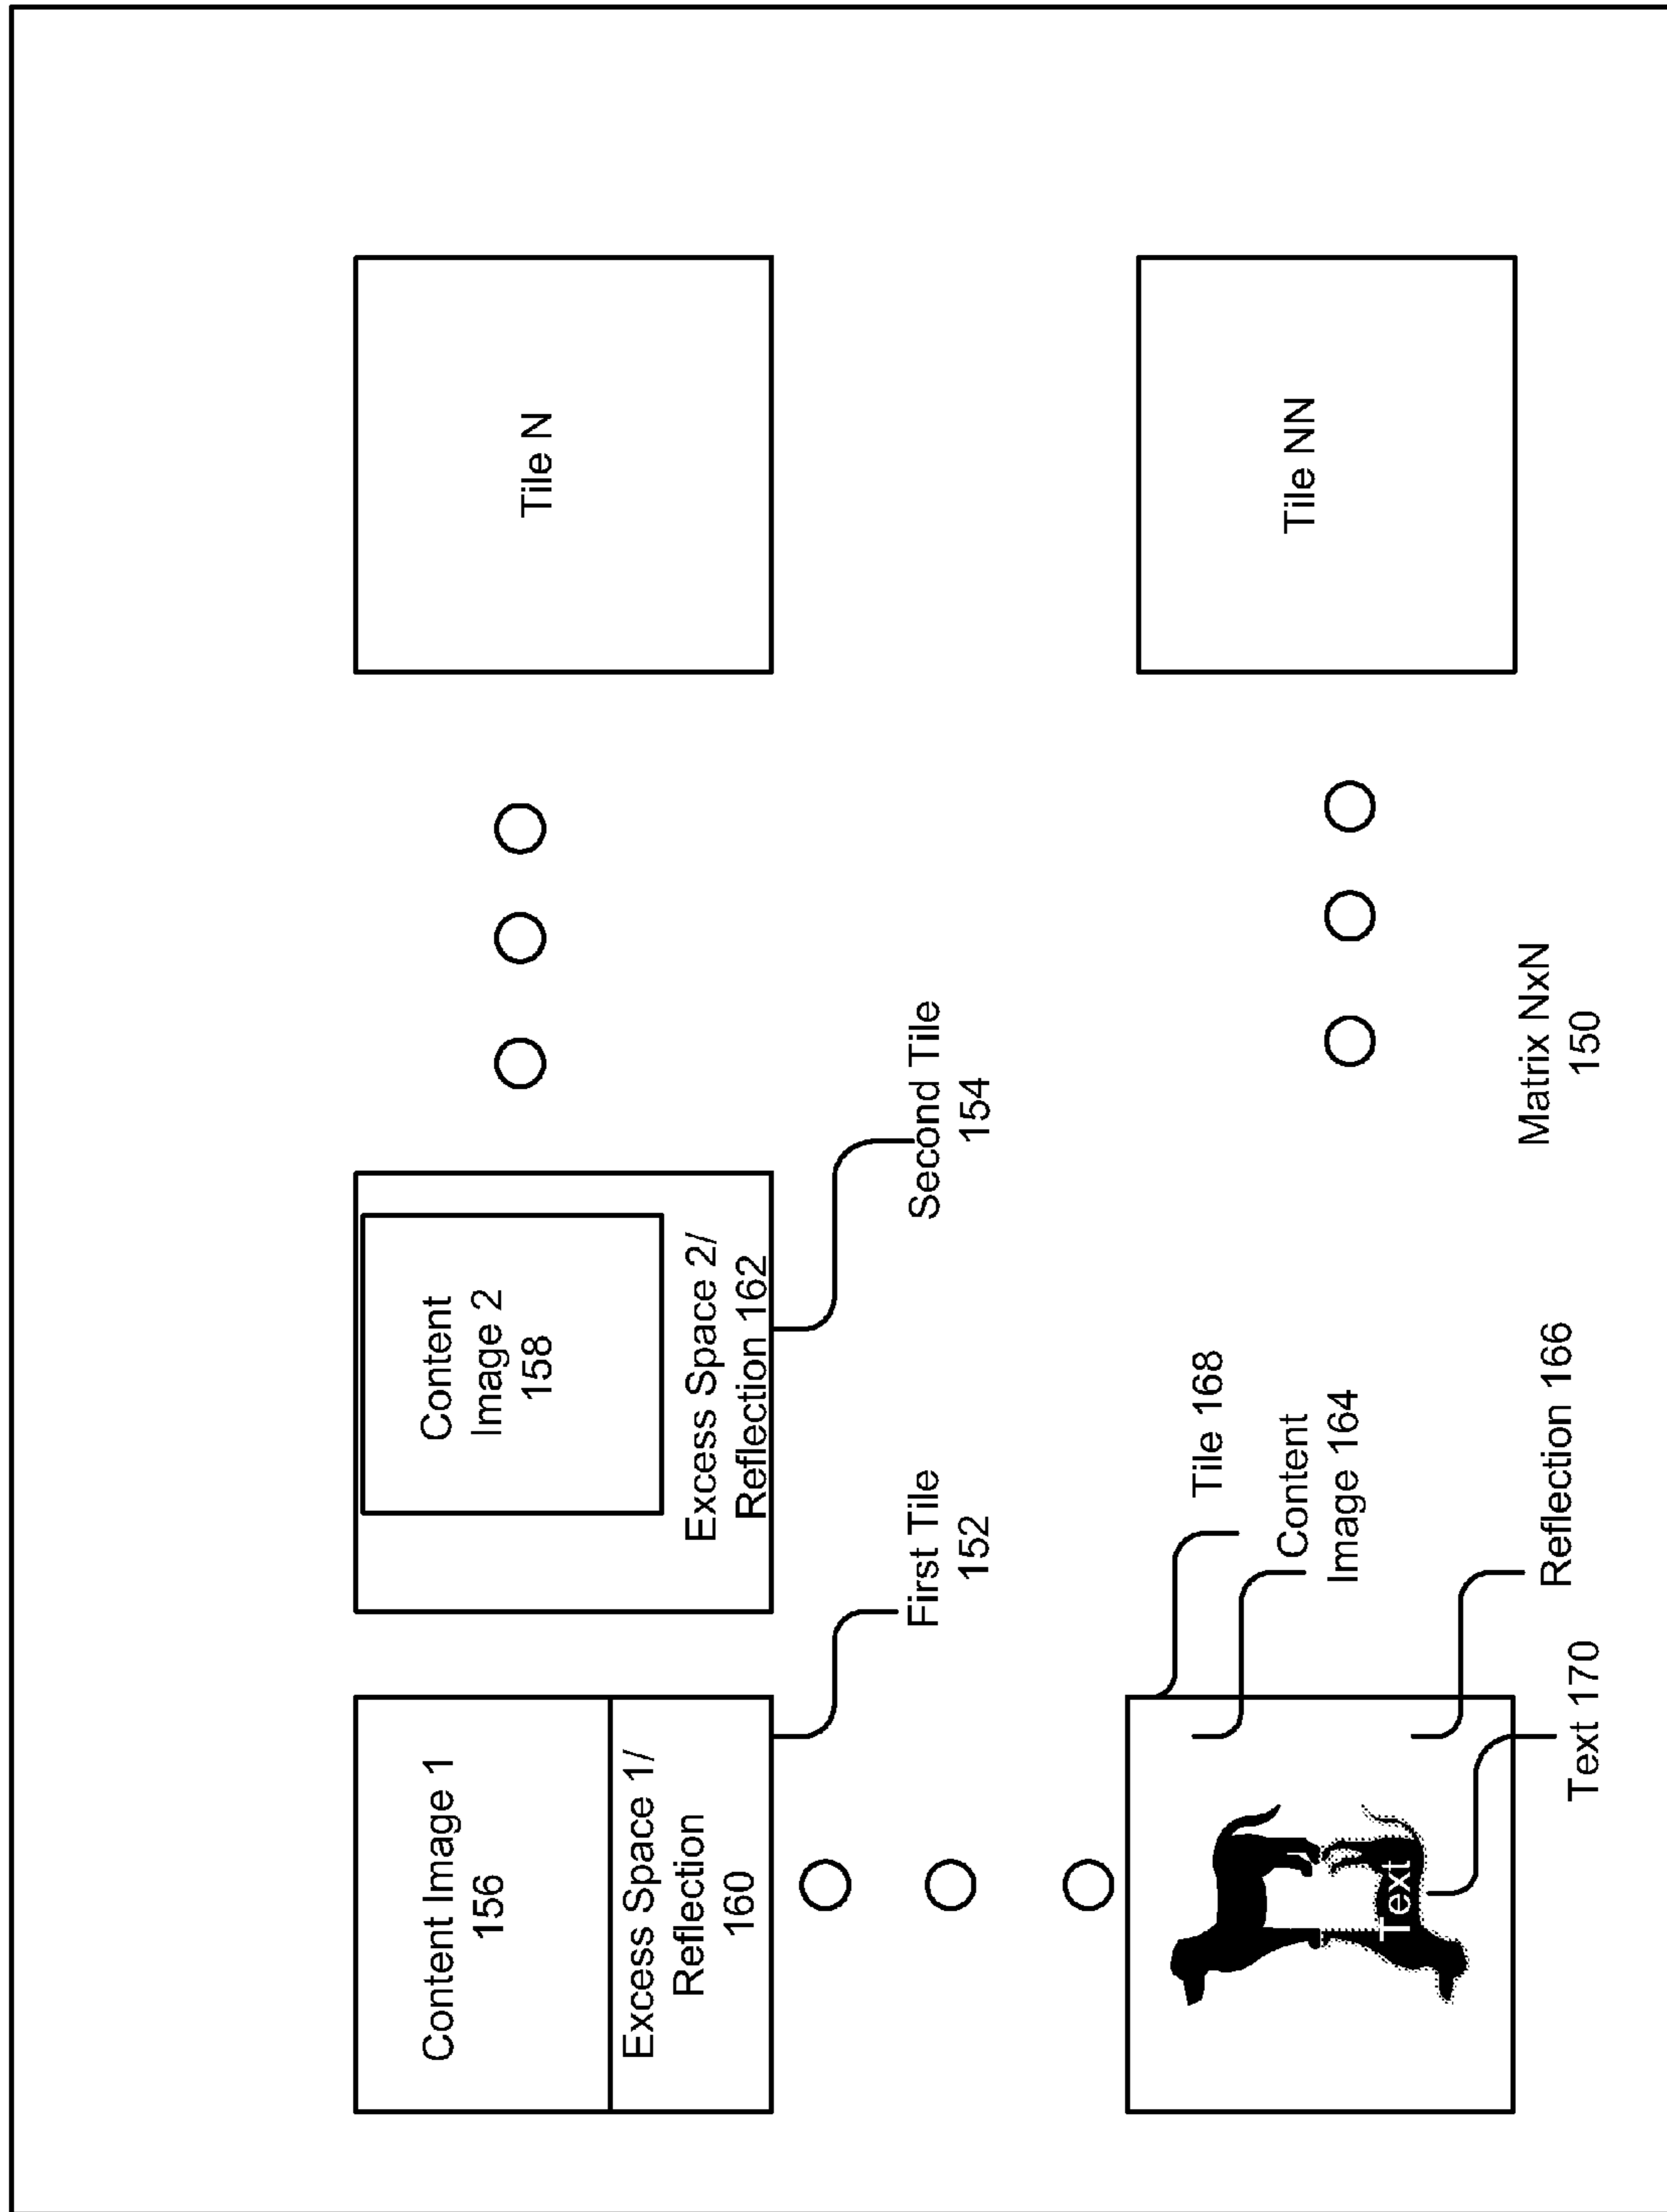 Content Image 1
156
Excess Space 1/
Reflection
160
Content
Image 2
158
Excess Space 2/
Reflection 162
Tile N
First Tile
152
Second Tile
154
Text
Tile 168
Content
Image 164
Reflection 166
Text 170
Tile NN
Matrix NxN
150